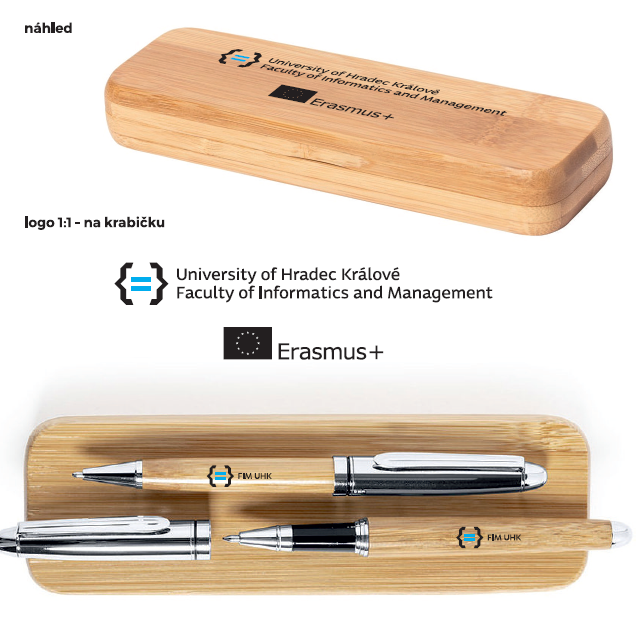 náhled
University of Hradec Králové
Faculty of Informatics and Management
Erasmus+
logo 1:1 - na krabičku
University of Hradec Králové
Faculty of Informatics and Management
Erasmus+
FIM UHK
FIM UHK